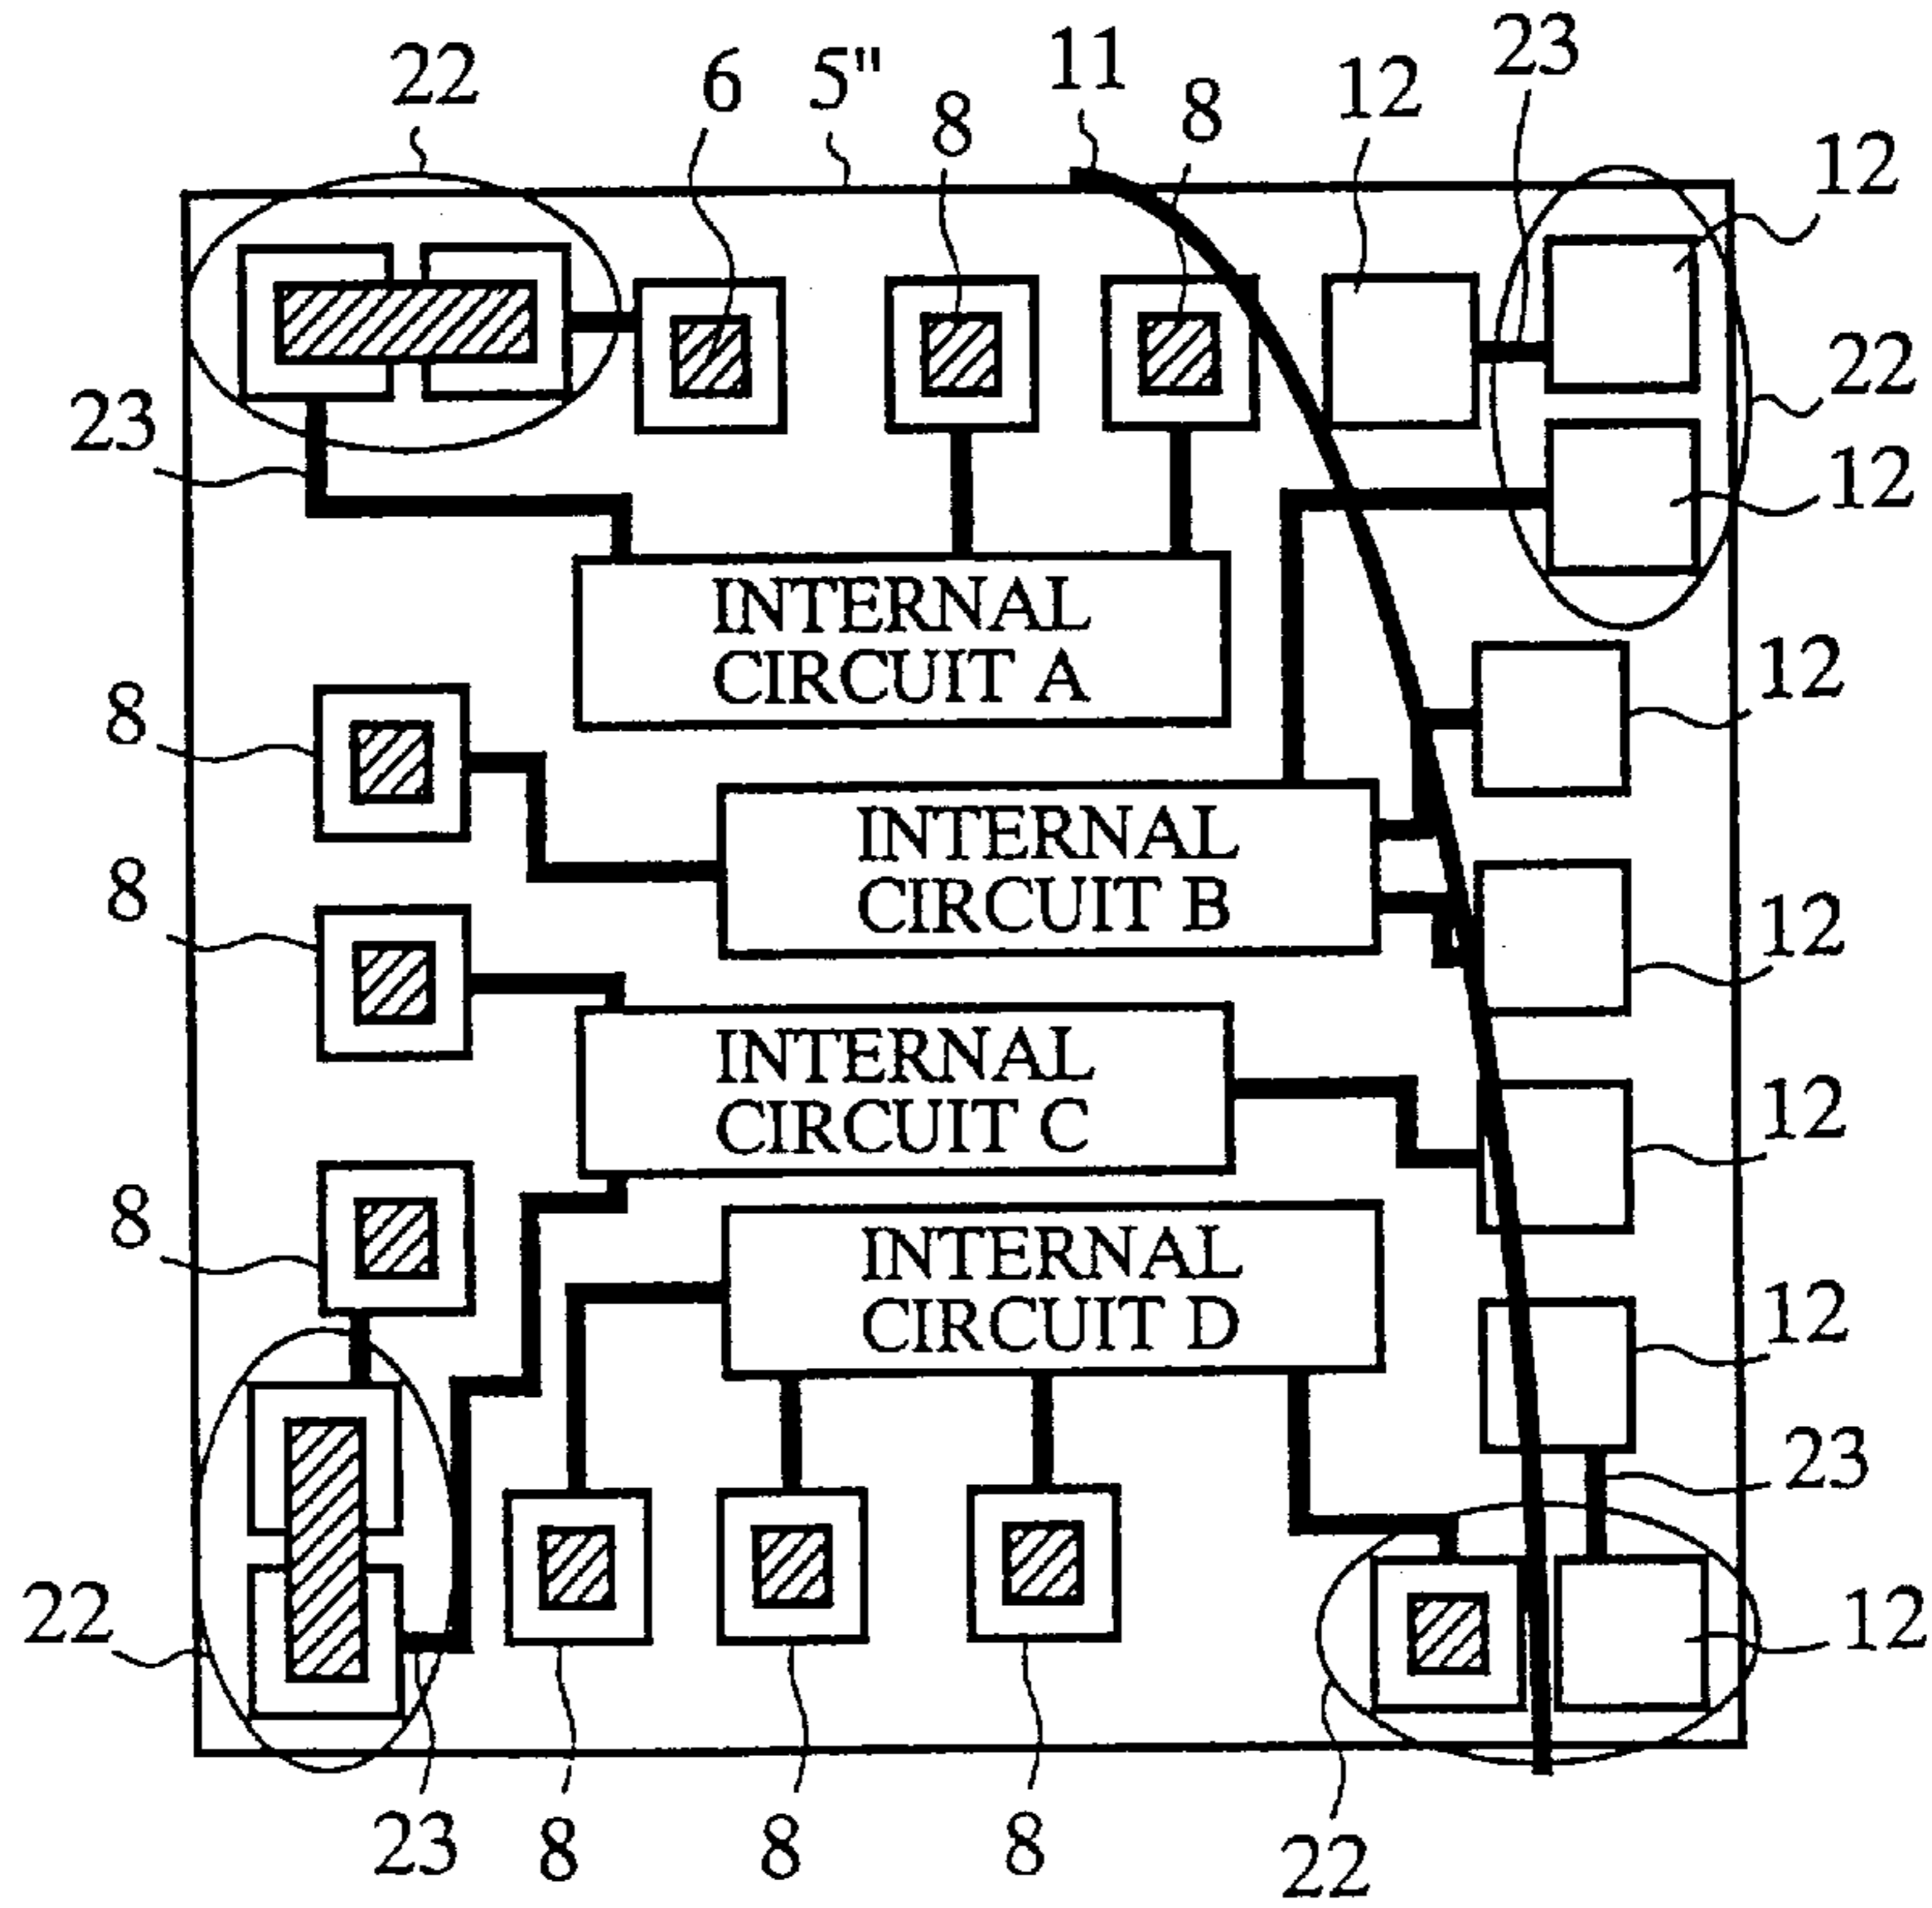 22 6 5" 8 11 8 12 23
12
22
23
12
INTERNAL
CIRCUIT A
12
8
INTERNAL
CIRCUIT B
8
12
INTERNAL
CIRCUIT C
12
8
INTERNAL
CIRCUIT D
12
23
22
12
23 8 8 8 22